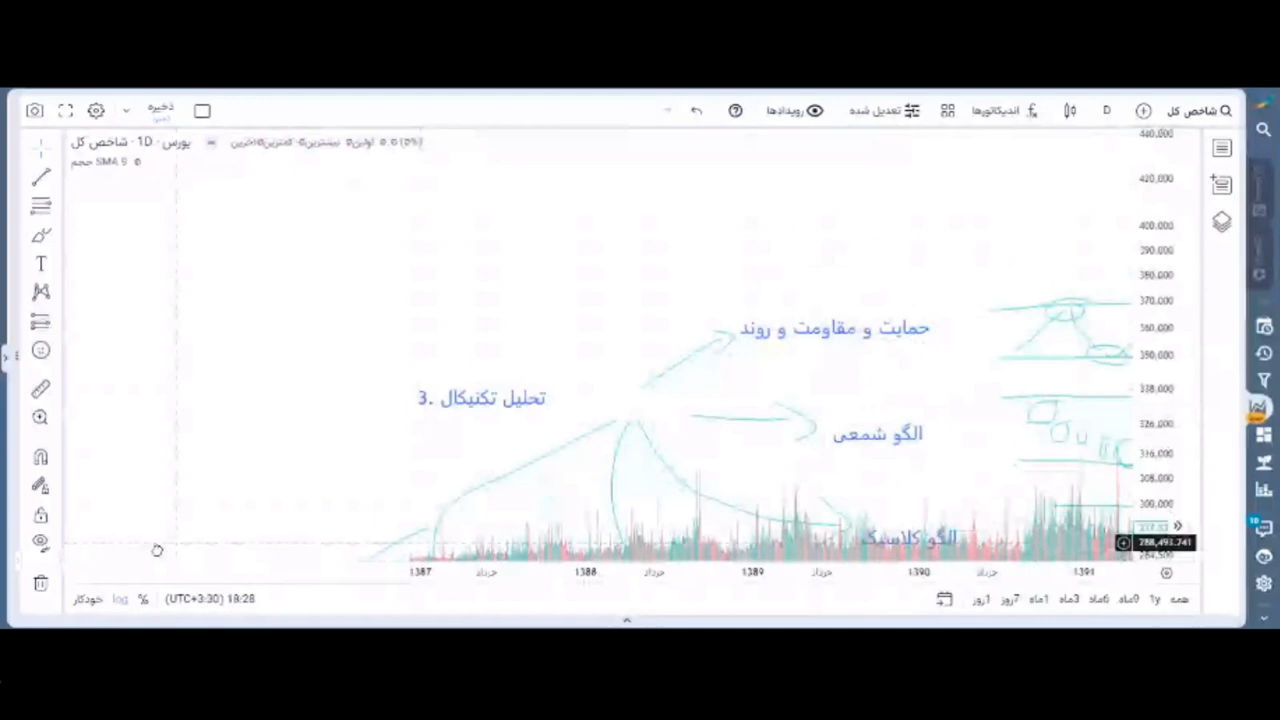 ذخیره
رویدادها
تعدیل شده
اندیکاتورها
D
شاخص کل
شاخص کل · 1D · بورس
حجم SMA 9 0
440,000
420,000
400,000
390,000
380,000
370,000
360,000
350,000
338,000
326,000
316,000
308,000
300,000
288,493.741
حمایت و مقاومت و روند
3. تحلیل تکنیکال
الگو شمعی
الگو کلاسیک
1387
خرداد
1388
خرداد
1389
خرداد
1390
خرداد
1391
خودکار
log
%
18:28 (UTC+3:30)
1روز
7روز
1ماه
3ماه
6ماه
9ماه
1y
همه